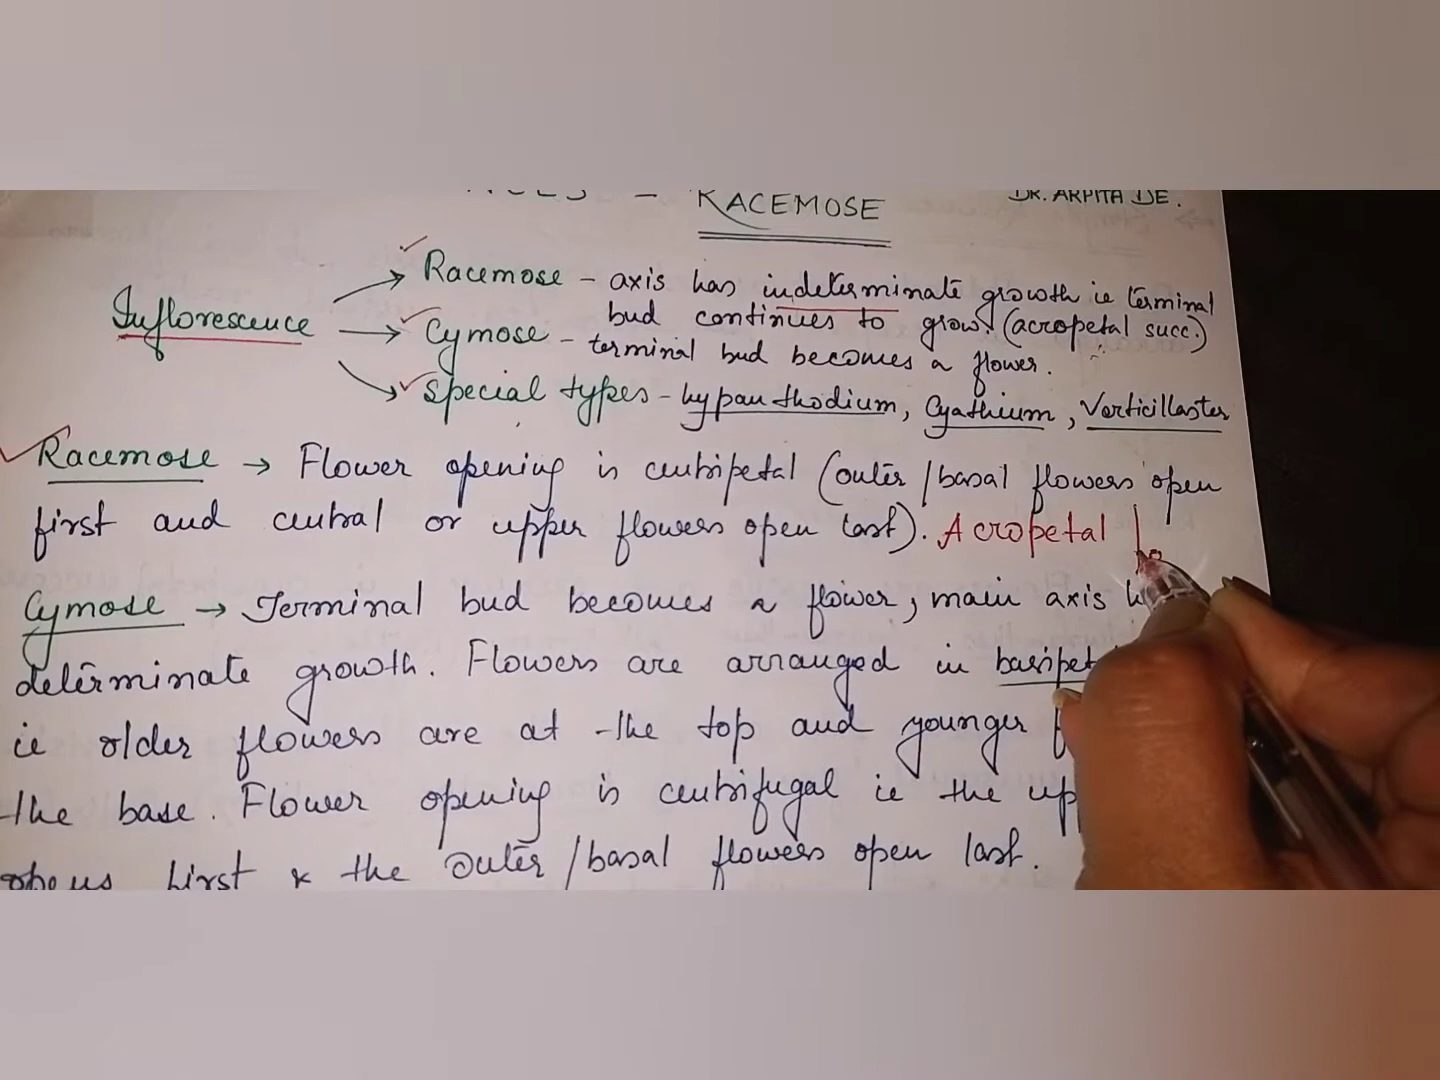 RACEMOSE DR. ARPITA DE.
Racemose - axis has indeterminate growth ie terminal
bud continues to grow. (acropetal succ.)
Inflorescence
Cymose - terminal bud becomes a flower.
Special types - hypanthodium, Cyathium, Verticillaster
Racemose → Flower opening is centripetal (outer/basal flowers open
first and central or upper flowers open last). Acropetal
Cymose → Terminal bud becomes a flower, main axis
determinate growth. Flowers are arranged in
ie older flowers are at the top and younger
the base. Flower opening is centrifugal ie the
opens first & the outer/basal flowers open last.